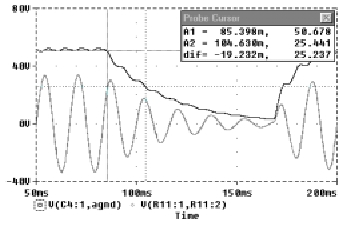 80V
Probe Cursor
A1 = 85.398m, 50.678
A2 = 104.630m, 25.441
dif= -19.232m, 25.237
40V
0V
-40V
50ms 100ms 150ms 200ms
V(C4:1,agnd) V(R11:1,R11:2)
Time